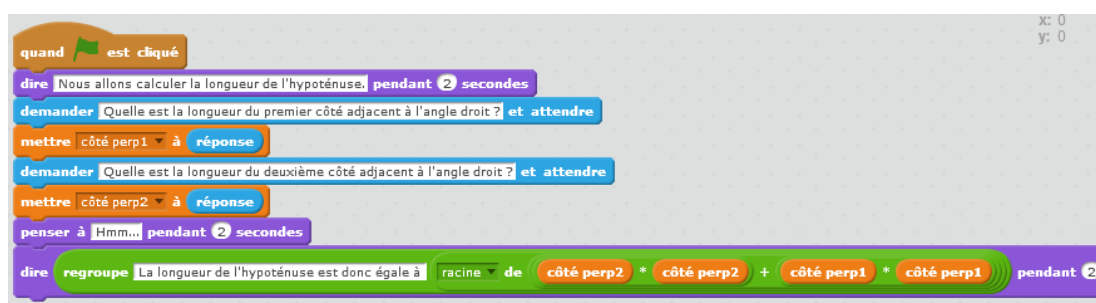 x: 0
y: 0
quand est cliqué
dire Nous allons calculer la longueur de l'hypoténuse. pendant 2 secondes
demander Quelle est la longueur du premier côté adjacent à l'angle droit ? et attendre
mettre côté perp1 à réponse
demander Quelle est la longueur du deuxième côté adjacent à l'angle droit ? et attendre
mettre côté perp2 à réponse
penser à Hmm... pendant 2 secondes
dire regroupe La longueur de l'hypoténuse est donc égale à racine de côté perp2 * côté perp2 + côté perp1 * côté perp1 pendant 2